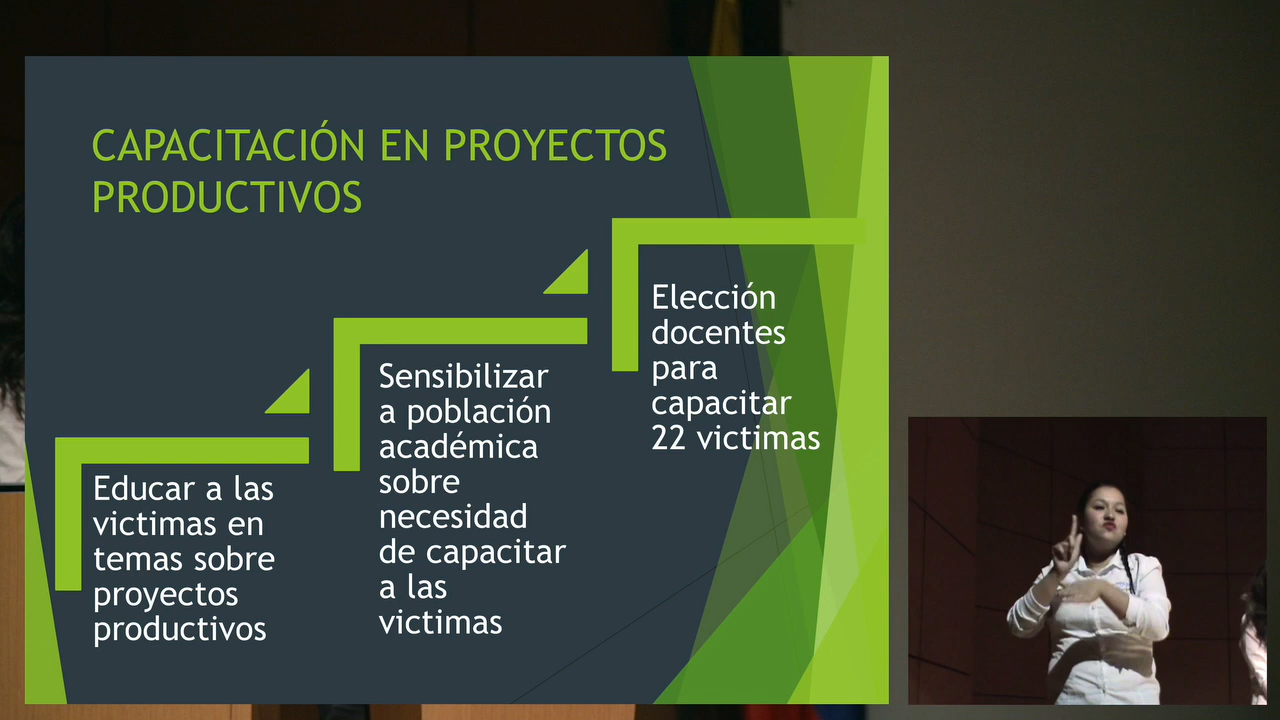 CAPACITACIÓN EN PROYECTOS
PRODUCTIVOS
Educar a las
victimas en
temas sobre
proyectos
productivos
Sensibilizar
a población
académica
sobre
necesidad
de capacitar
a las
victimas
Elección
docentes
para
capacitar
22 victimas